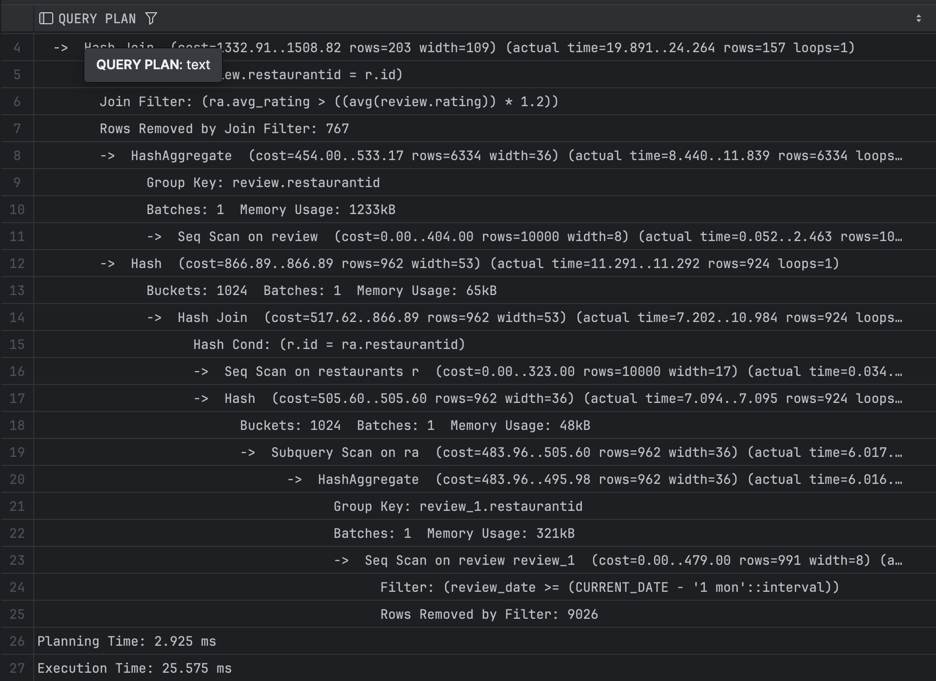 QUERY PLAN
4 -> Hash Join (cost=1332.91..1508.82 rows=203 width=109) (actual time=19.891..24.264 rows=157 loops=1)
QUERY PLAN: text
5 ew.restaurantid = r.id)
6 Join Filter: (ra.avg_rating > ((avg(review.rating)) * 1.2))
7 Rows Removed by Join Filter: 767
8 -> HashAggregate (cost=454.00..533.17 rows=6334 width=36) (actual time=8.440..11.839 rows=6334 loops…
9 Group Key: review.restaurantid
10 Batches: 1 Memory Usage: 1233kB
11 -> Seq Scan on review (cost=0.00..404.00 rows=10000 width=8) (actual time=0.052..2.463 rows=10…
12 -> Hash (cost=866.89..866.89 rows=962 width=53) (actual time=11.291..11.292 rows=924 loops=1)
13 Buckets: 1024 Batches: 1 Memory Usage: 65kB
14 -> Hash Join (cost=517.62..866.89 rows=962 width=53) (actual time=7.202..10.984 rows=924 loops…
15 Hash Cond: (r.id = ra.restaurantid)
16 -> Seq Scan on restaurants r (cost=0.00..323.00 rows=10000 width=17) (actual time=0.034.…
17 -> Hash (cost=505.60..505.60 rows=962 width=36) (actual time=7.094..7.095 rows=924 loops…
18 Buckets: 1024 Batches: 1 Memory Usage: 48kB
19 -> Subquery Scan on ra (cost=483.96..505.60 rows=962 width=36) (actual time=6.017.…
20 -> HashAggregate (cost=483.96..495.98 rows=962 width=36) (actual time=6.016.…
21 Group Key: review_1.restaurantid
22 Batches: 1 Memory Usage: 321kB
23 -> Seq Scan on review review_1 (cost=0.00..479.00 rows=991 width=8) (a…
24 Filter: (review_date >= (CURRENT_DATE - '1 mon'::interval))
25 Rows Removed by Filter: 9026
26 Planning Time: 2.925 ms
27 Execution Time: 25.575 ms